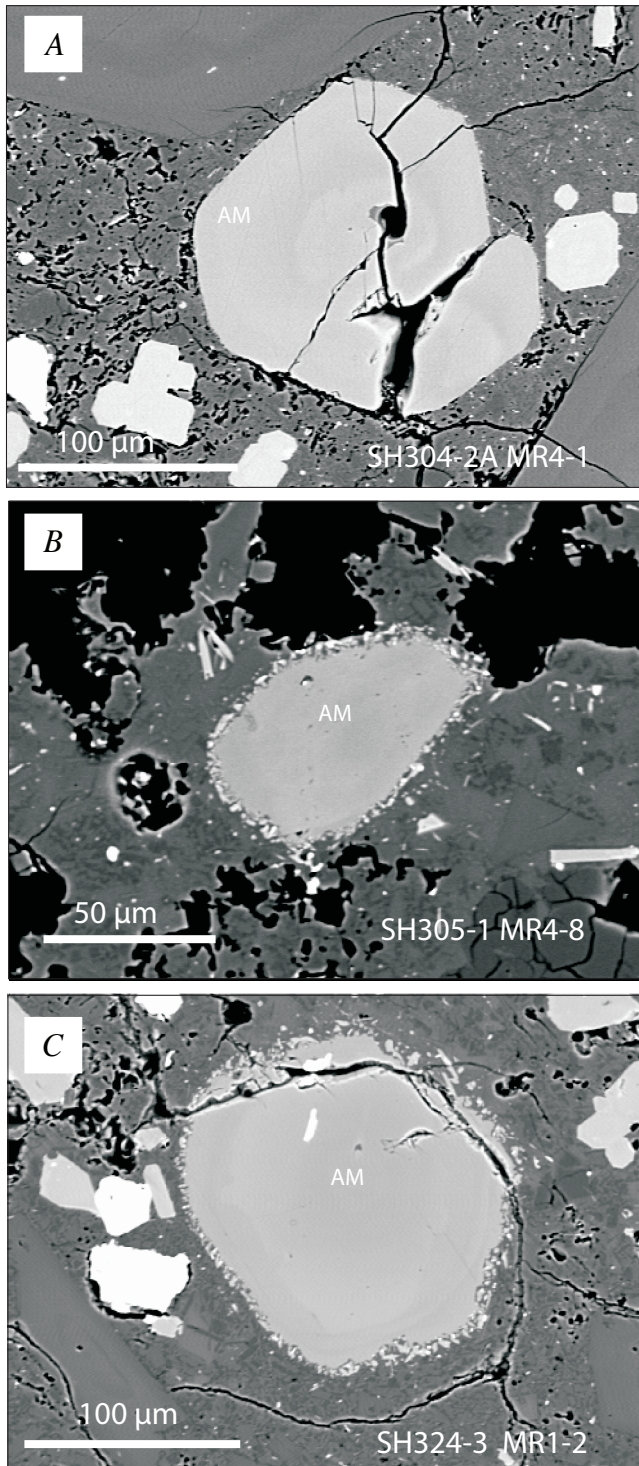 A
AM
100 μm
SH304-2A MR4-1
B
AM
50 μm
SH305-1 MR4-8
C
AM
100 μm
SH324-3 MR1-2